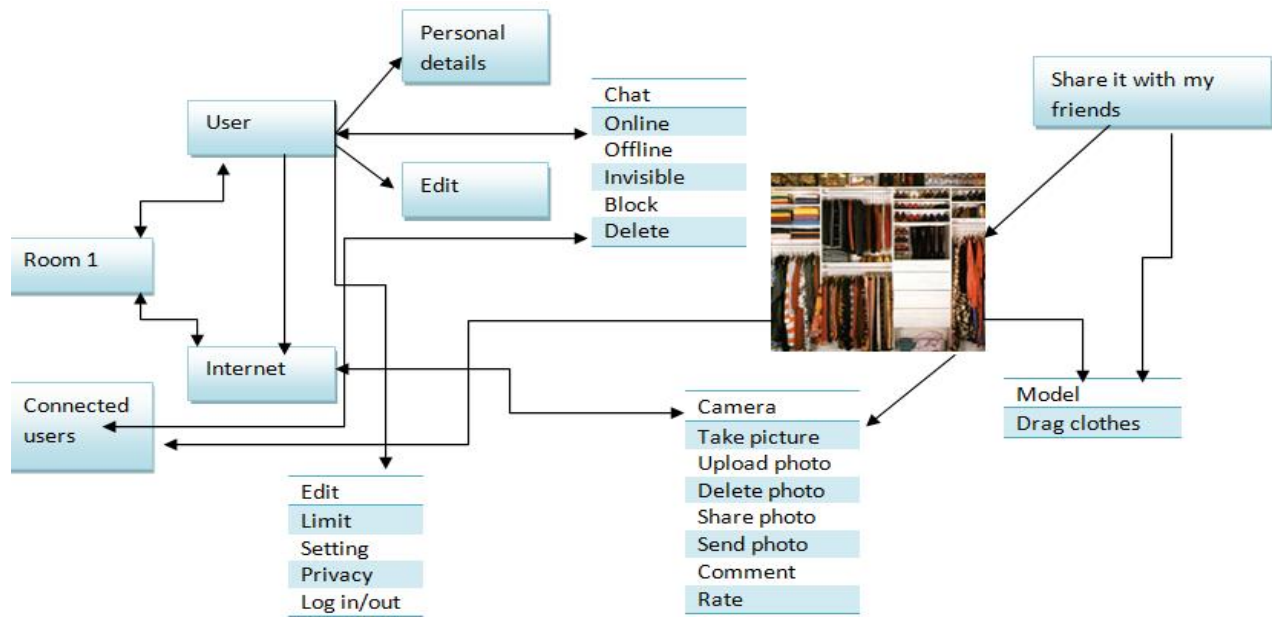 Personal
details
User
Edit
Chat
Online
Offline
Invisible
Block
Delete
Share it with my
friends
Room 1
Internet
Connected
users
Edit
Limit
Setting
Privacy
Log in/out
Camera
Take picture
Upload photo
Delete photo
Share photo
Send photo
Comment
Rate
Model
Drag clothes